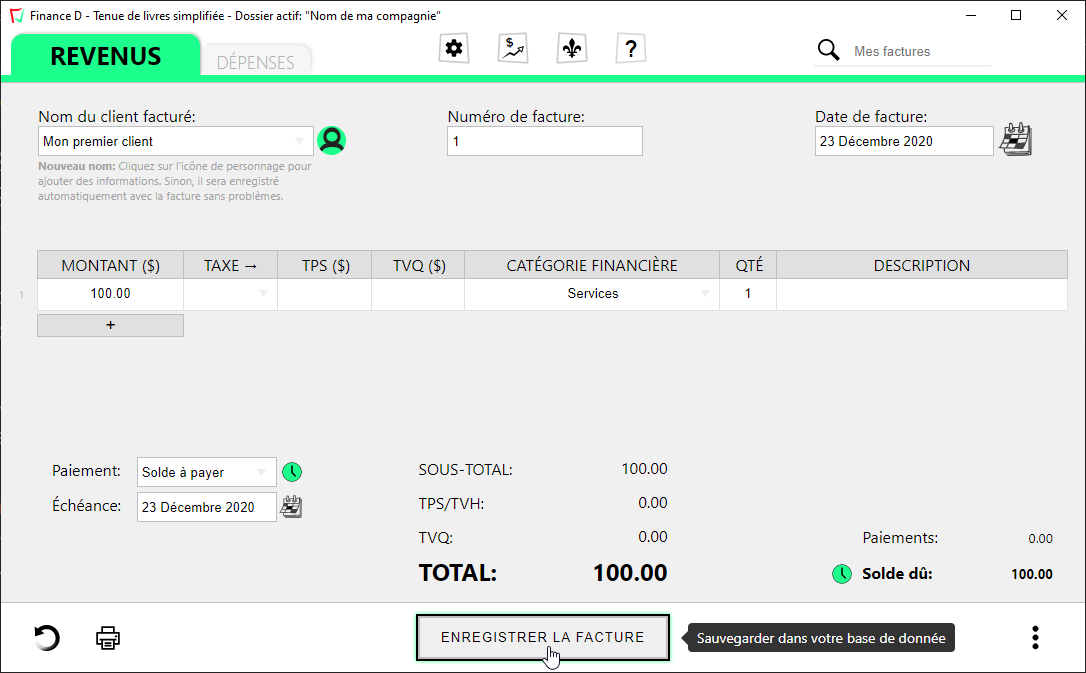 Finance D - Tenue de livres simplifiée - Dossier actif: "Nom de ma compagnie"
REVENUS
DÉPENSES
$
?
Mes factures
Nom du client facturé:
Numéro de facture:
Date de facture:
Mon premier client
1
23 Décembre 2020
Nouveau nom: Cliquez sur l'icône de personnage pour
ajouter des informations. Sinon, il sera enregistré
automatiquement avec la facture sans problèmes.
MONTANT ($) TAXE → TPS ($) TVQ ($) CATÉGORIE FINANCIÈRE QTÉ DESCRIPTION
1 100.00 Services 1
+
Paiement: Solde à payer
Échéance: 23 Décembre 2020
SOUS-TOTAL: 100.00
TPS/TVH: 0.00
TVQ: 0.00
TOTAL: 100.00
Paiements: 0.00
Solde dû: 100.00
ENREGISTRER LA FACTURE
Sauvegarder dans votre base de donnée